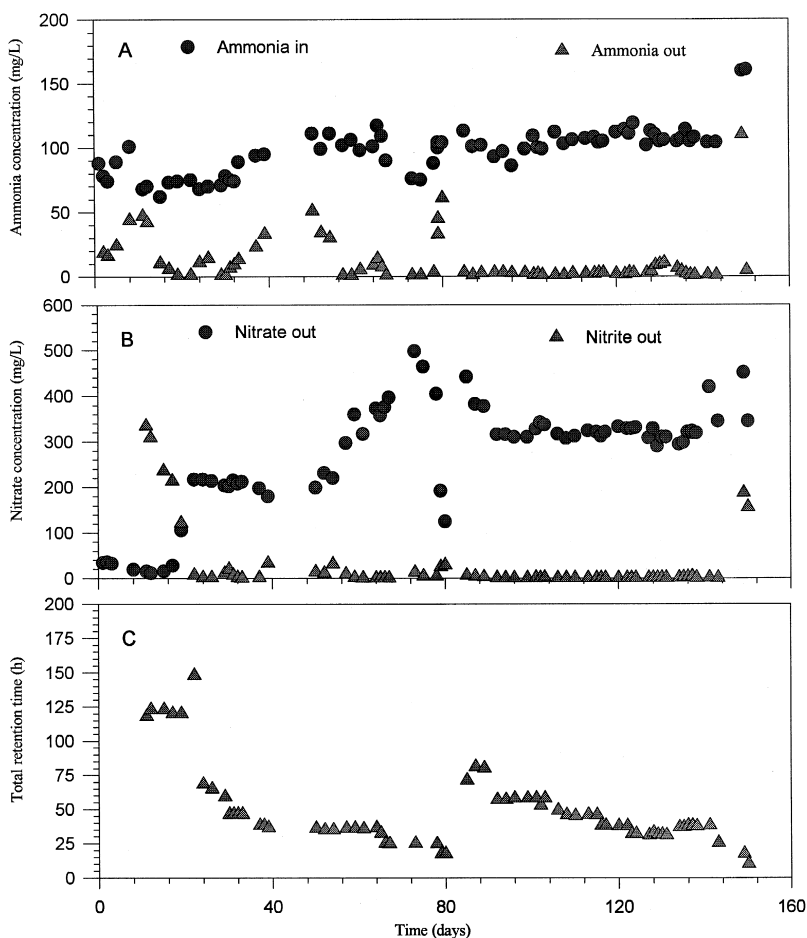 A
Ammonia in
Ammonia out
Ammonia concentration (mg/L)
200
150
100
50
0
B
Nitrate out
Nitrite out
Nitrate concentration (mg/L)
600
500
400
300
200
100
0
C
Total retention time (h)
200
175
150
125
100
75
50
25
0
0
40
80
120
160
Time (days)